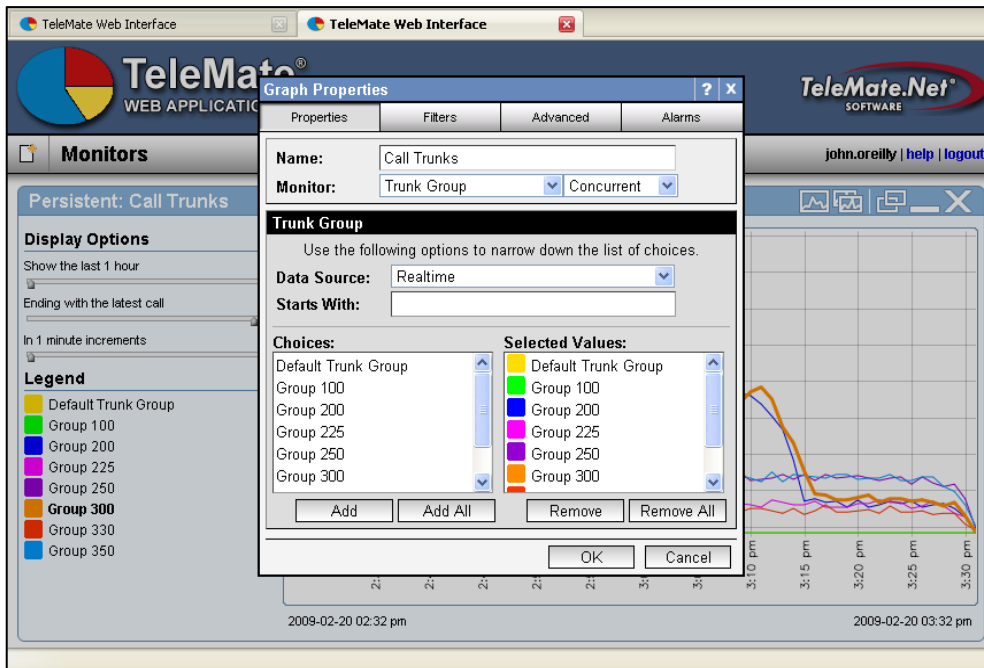 TeleMate Web Interface
TeleMate Web Interface
TeleMate®
WEB APPLICATIO
TeleMate.Net
SOFTWARE
Monitors
john.oreilly | help | logout
Persistent: Call Trunks
Display Options
Show the last 1 hour
Ending with the latest call
In 1 minute increments
Legend
Default Trunk Group
Group 100
Group 200
Group 225
Group 250
Group 300
Group 330
Group 350
Graph Properties
? X
Properties Filters Advanced Alarms
Name: Call Trunks
Monitor: Trunk Group Concurrent
Trunk Group
Use the following options to narrow down the list of choices.
Data Source: Realtime
Starts With:
Choices:
Default Trunk Group
Group 100
Group 200
Group 225
Group 250
Group 300
Add Add All
Selected Values:
Default Trunk Group
Group 100
Group 200
Group 225
Group 250
Group 300
Remove Remove All
OK Cancel
3:10 pm
3:15 pm
3:20 pm
3:25 pm
3:30 pm
2009-02-20 02:32 pm
2009-02-20 03:32 pm